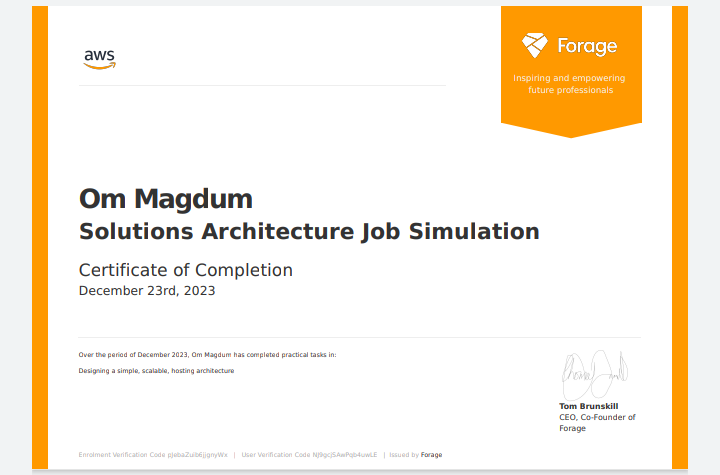 aws
Forage
Inspiring and empowering
future professionals
Om Magdum
Solutions Architecture Job Simulation
Certificate of Completion
December 23rd, 2023
Over the period of December 2023, Om Magdum has completed practical tasks in:
Designing a simple, scalable, hosting architecture
Tom Brunskill
CEO, Co-Founder of
Forage
Enrolment Verification Code | User Verification Code | Issued by Forage